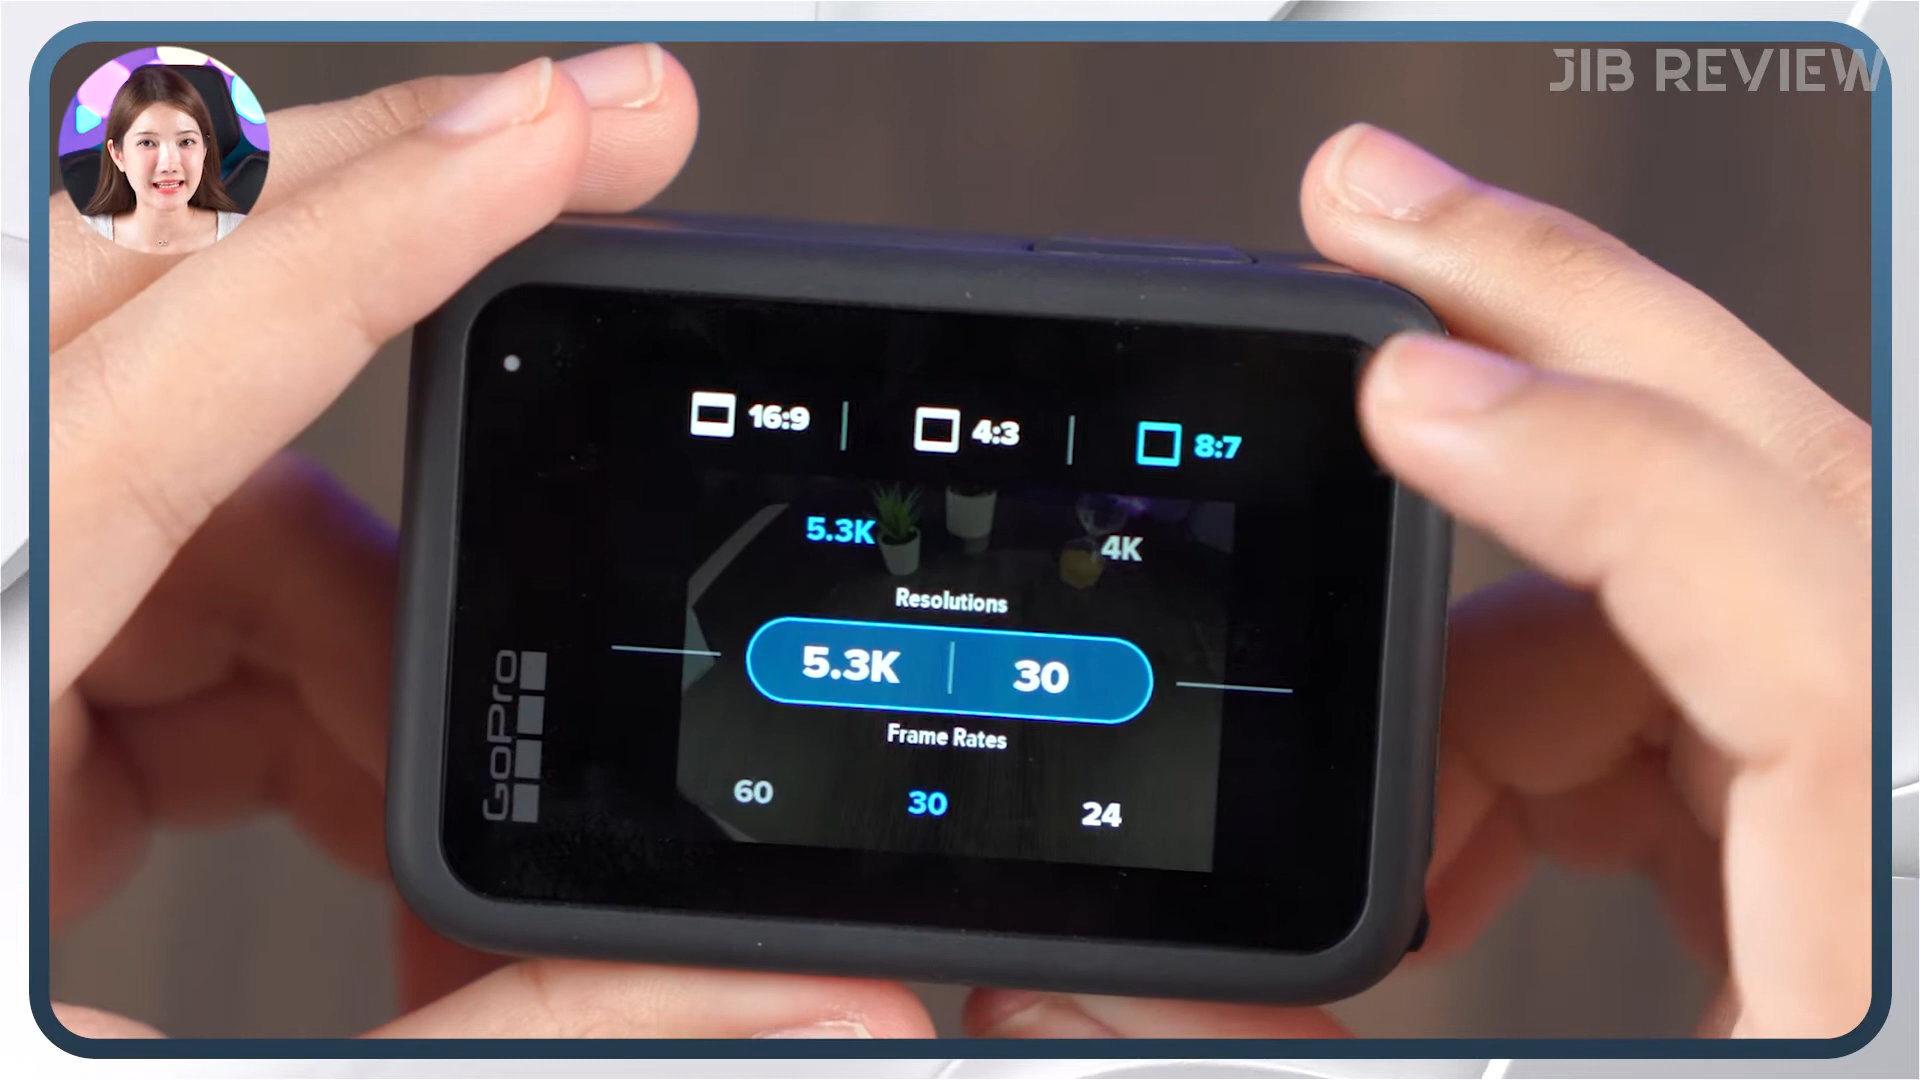 JIB REVIEW
16:9 4:3 8:7
5.3K 4K
Resolutions
5.3K 30
Frame Rates
60 30 24
GoPro